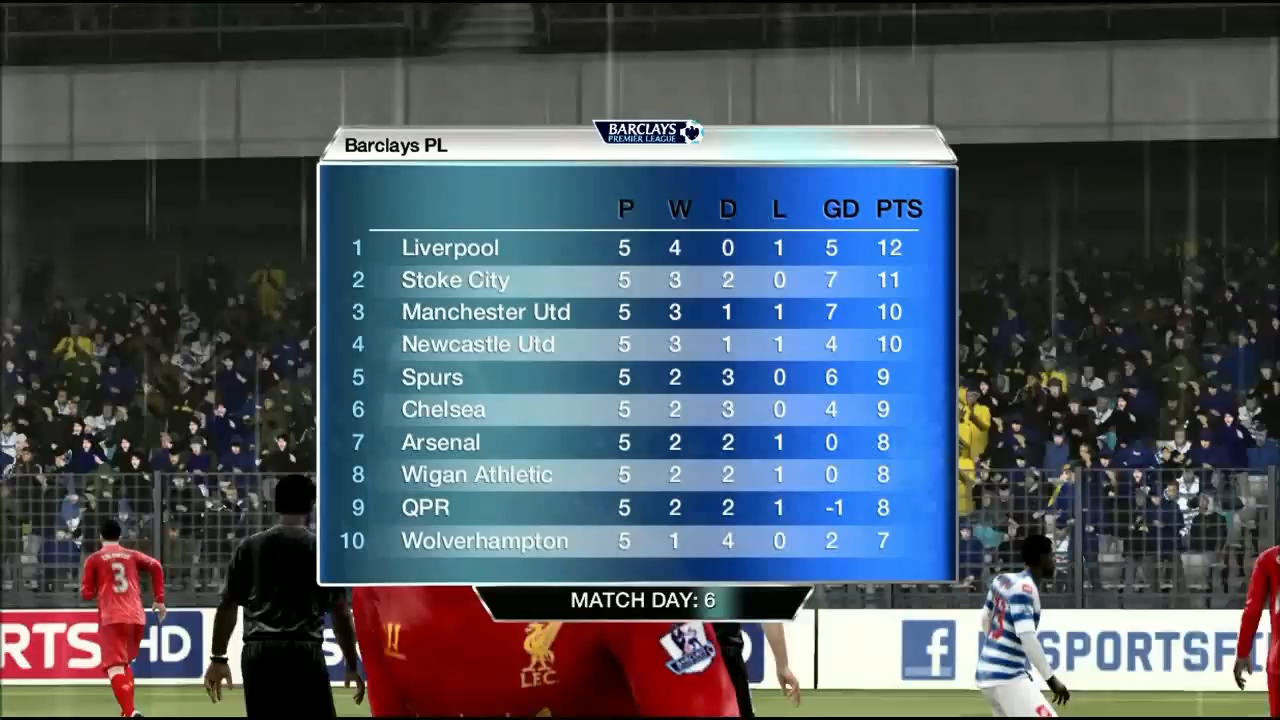 BARCLAYS
PREMIER LEAGUE
Barclays PL
P W D L GD PTS
1 Liverpool 5 4 0 1 5 12
2 Stoke City 5 3 2 0 7 11
3 Manchester Utd 5 3 1 1 7 10
4 Newcastle Utd 5 3 1 1 4 10
5 Spurs 5 2 3 0 6 9
6 Chelsea 5 2 3 0 4 9
7 Arsenal 5 2 2 1 0 8
8 Wigan Athletic 5 2 2 1 0 8
9 QPR 5 2 2 1 -1 8
10 Wolverhampton 5 1 4 0 2 7
MATCH DAY: 6
3
RTS HD
f
SPORTSFI
L.F.C.